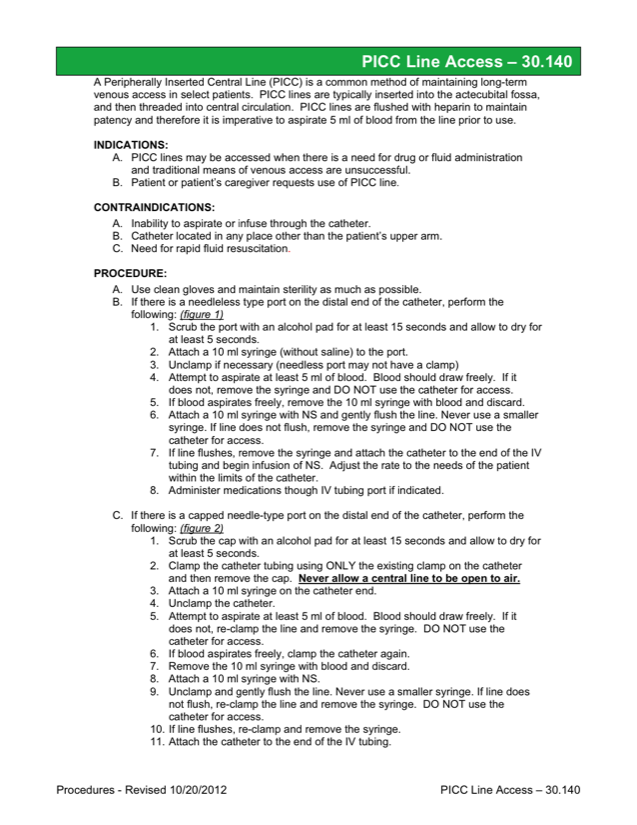 PICC Line Access – 30.140
A Peripherally Inserted Central Line (PICC) is a common method of maintaining long-term
venous access in select patients. PICC lines are typically inserted into the actecubital fossa,
and then threaded into central circulation. PICC lines are flushed with heparin to maintain
patency and therefore it is imperative to aspirate 5 ml of blood from the line prior to use.
INDICATIONS:
A. PICC lines may be accessed when there is a need for drug or fluid administration
and traditional means of venous access are unsuccessful.
B. Patient or patient's caregiver requests use of PICC line.
CONTRAINDICATIONS:
A. Inability to aspirate or infuse through the catheter.
B. Catheter located in any place other than the patient's upper arm.
C. Need for rapid fluid resuscitation.
PROCEDURE:
A. Use clean gloves and maintain sterility as much as possible.
B. If there is a needleless type port on the distal end of the catheter, perform the
following: (figure 1)
1. Scrub the port with an alcohol pad for at least 15 seconds and allow to dry for
at least 5 seconds.
2. Attach a 10 ml syringe (without saline) to the port.
3. Unclamp if necessary (needless port may not have a clamp)
4. Attempt to aspirate at least 5 ml of blood. Blood should draw freely. If it
does not, remove the syringe and DO NOT use the catheter for access.
5. If blood aspirates freely, remove the 10 ml syringe with blood and discard.
6. Attach a 10 ml syringe with NS and gently flush the line. Never use a smaller
syringe. If line does not flush, remove the syringe and DO NOT use the
catheter for access.
7. If line flushes, remove the syringe and attach the catheter to the end of the IV
tubing and begin infusion of NS. Adjust the rate to the needs of the patient
within the limits of the catheter.
8. Administer medications though IV tubing port if indicated.
C. If there is a capped needle-type port on the distal end of the catheter, perform the
following: (figure 2)
1. Scrub the cap with an alcohol pad for at least 15 seconds and allow to dry for
at least 5 seconds.
2. Clamp the catheter tubing using ONLY the existing clamp on the catheter
and then remove the cap. Never allow a central line to be open to air.
3. Attach a 10 ml syringe on the catheter end.
4. Unclamp the catheter.
5. Attempt to aspirate at least 5 ml of blood. Blood should draw freely. If it
does not, re-clamp the line and remove the syringe. DO NOT use the
catheter for access.
6. If blood aspirates freely, clamp the catheter again.
7. Remove the 10 ml syringe with blood and discard.
8. Attach a 10 ml syringe with NS.
9. Unclamp and gently flush the line. Never use a smaller syringe. If line does
not flush, re-clamp the line and remove the syringe. DO NOT use the
catheter for access.
10. If line flushes, re-clamp and remove the syringe.
11. Attach the catheter to the end of the IV tubing.
Procedures - Revised 10/20/2012 PICC Line Access – 30.140